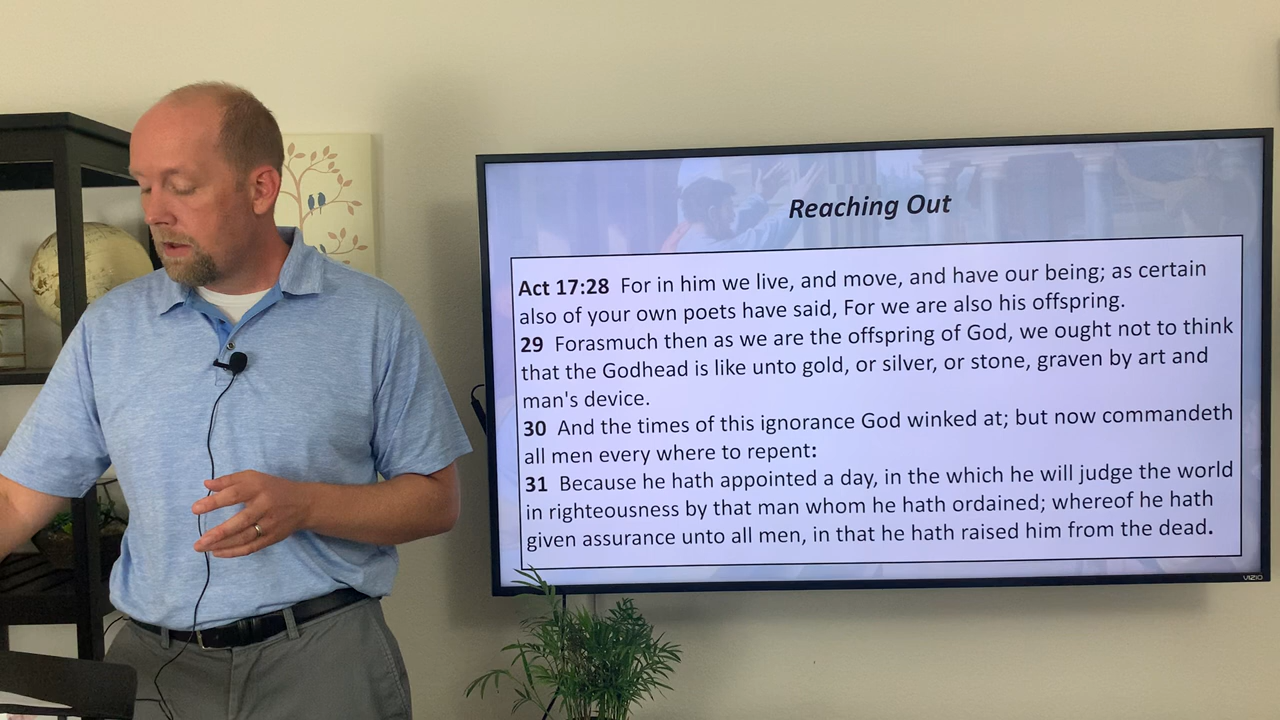 Reaching Out
Act 17:28 For in him we live, and move, and have our being; as certain
also of your own poets have said, For we are also his offspring.
29 Forasmuch then as we are the offspring of God, we ought not to think
that the Godhead is like unto gold, or silver, or stone, graven by art and
man's device.
30 And the times of this ignorance God winked at; but now commandeth
all men every where to repent:
31 Because he hath appointed a day, in the which he will judge the world
in righteousness by that man whom he hath ordained; whereof he hath
given assurance unto all men, in that he hath raised him from the dead.
VIZIO